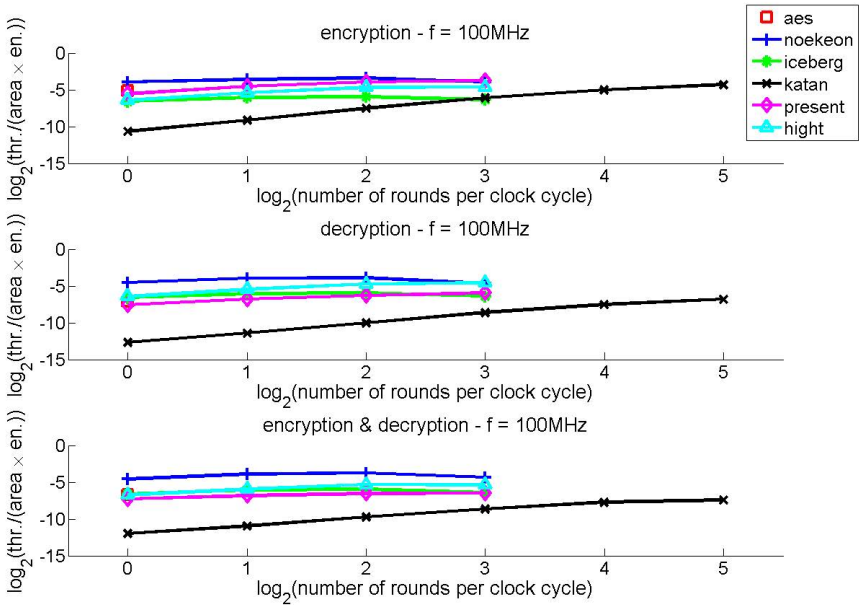 encryption - f = 100MHz
log2(thr./(area × en.))
0
-5
-10
-15
0 1 2 3 4 5
log2(number of rounds per clock cycle)
aes
noekeon
iceberg
katan
present
hight
decryption - f = 100MHz
log2(thr./(area × en.))
0
-5
-10
-15
0 1 2 3 4 5
log2(number of rounds per clock cycle)
encryption & decryption - f = 100MHz
log2(thr./(area × en.))
0
-5
-10
-15
0 1 2 3 4 5
log2(number of rounds per clock cycle)